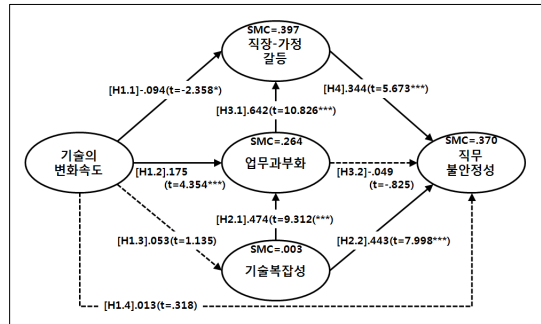 SMC=.397
직장-가정
갈등
[H1.1]-.094(t=-2.358*)
[H4].344(t=5.673***)
[H3.1].642(t=10.826***)
SMC=.264
업무과부화
SMC=.370
직무
불안정성
기술의
변화속도
[H1.2].175
(t=4.354***)
[H3.2]-.049
(t=-.825)
[H2.1].474(t=9.312(***)
[H1.3].053(t=1.135)
[H2.2].443(t=7.998***)
SMC=.003
기술복잡성
[H1.4].013(t=.318)